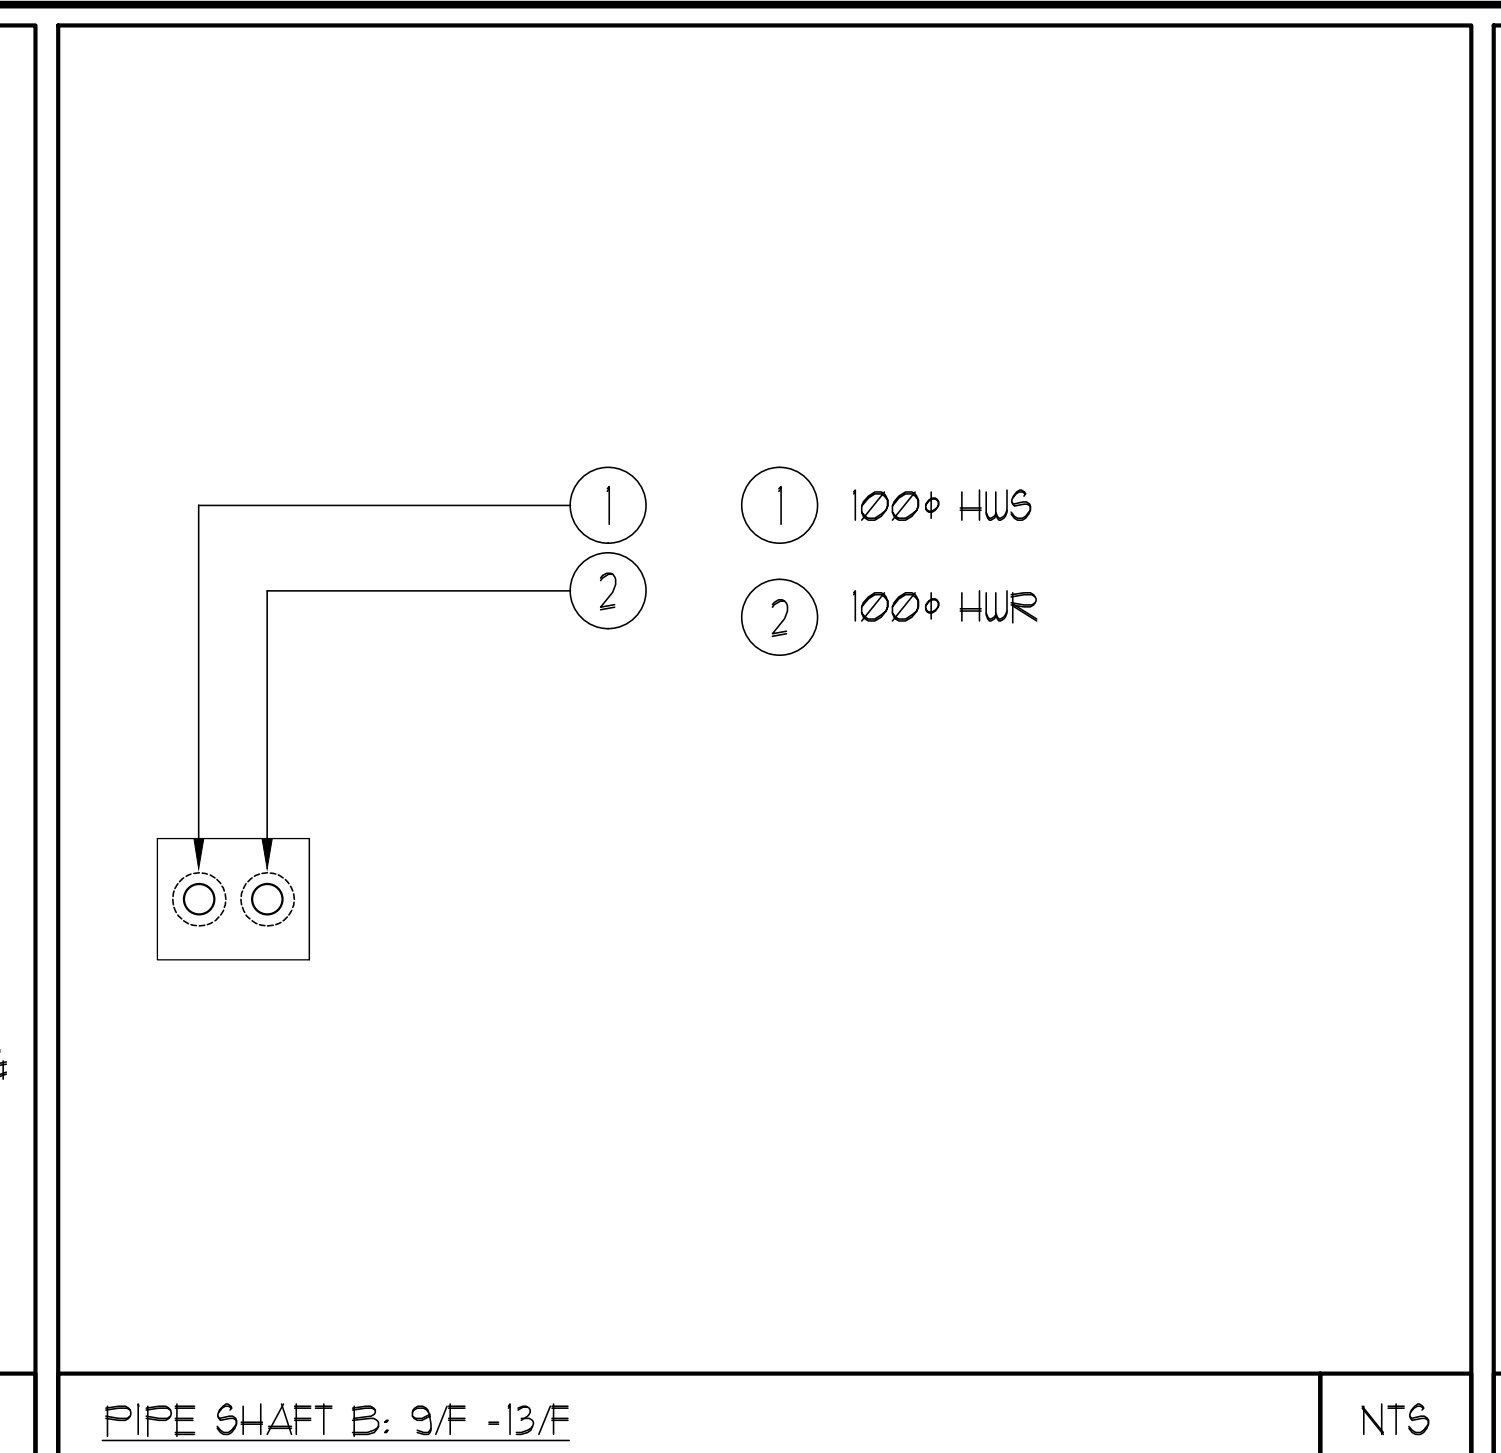 1
1 100φ HWS
2
2 100φ HWR
PIPE SHAFT B: 9/F -13/F
NTS